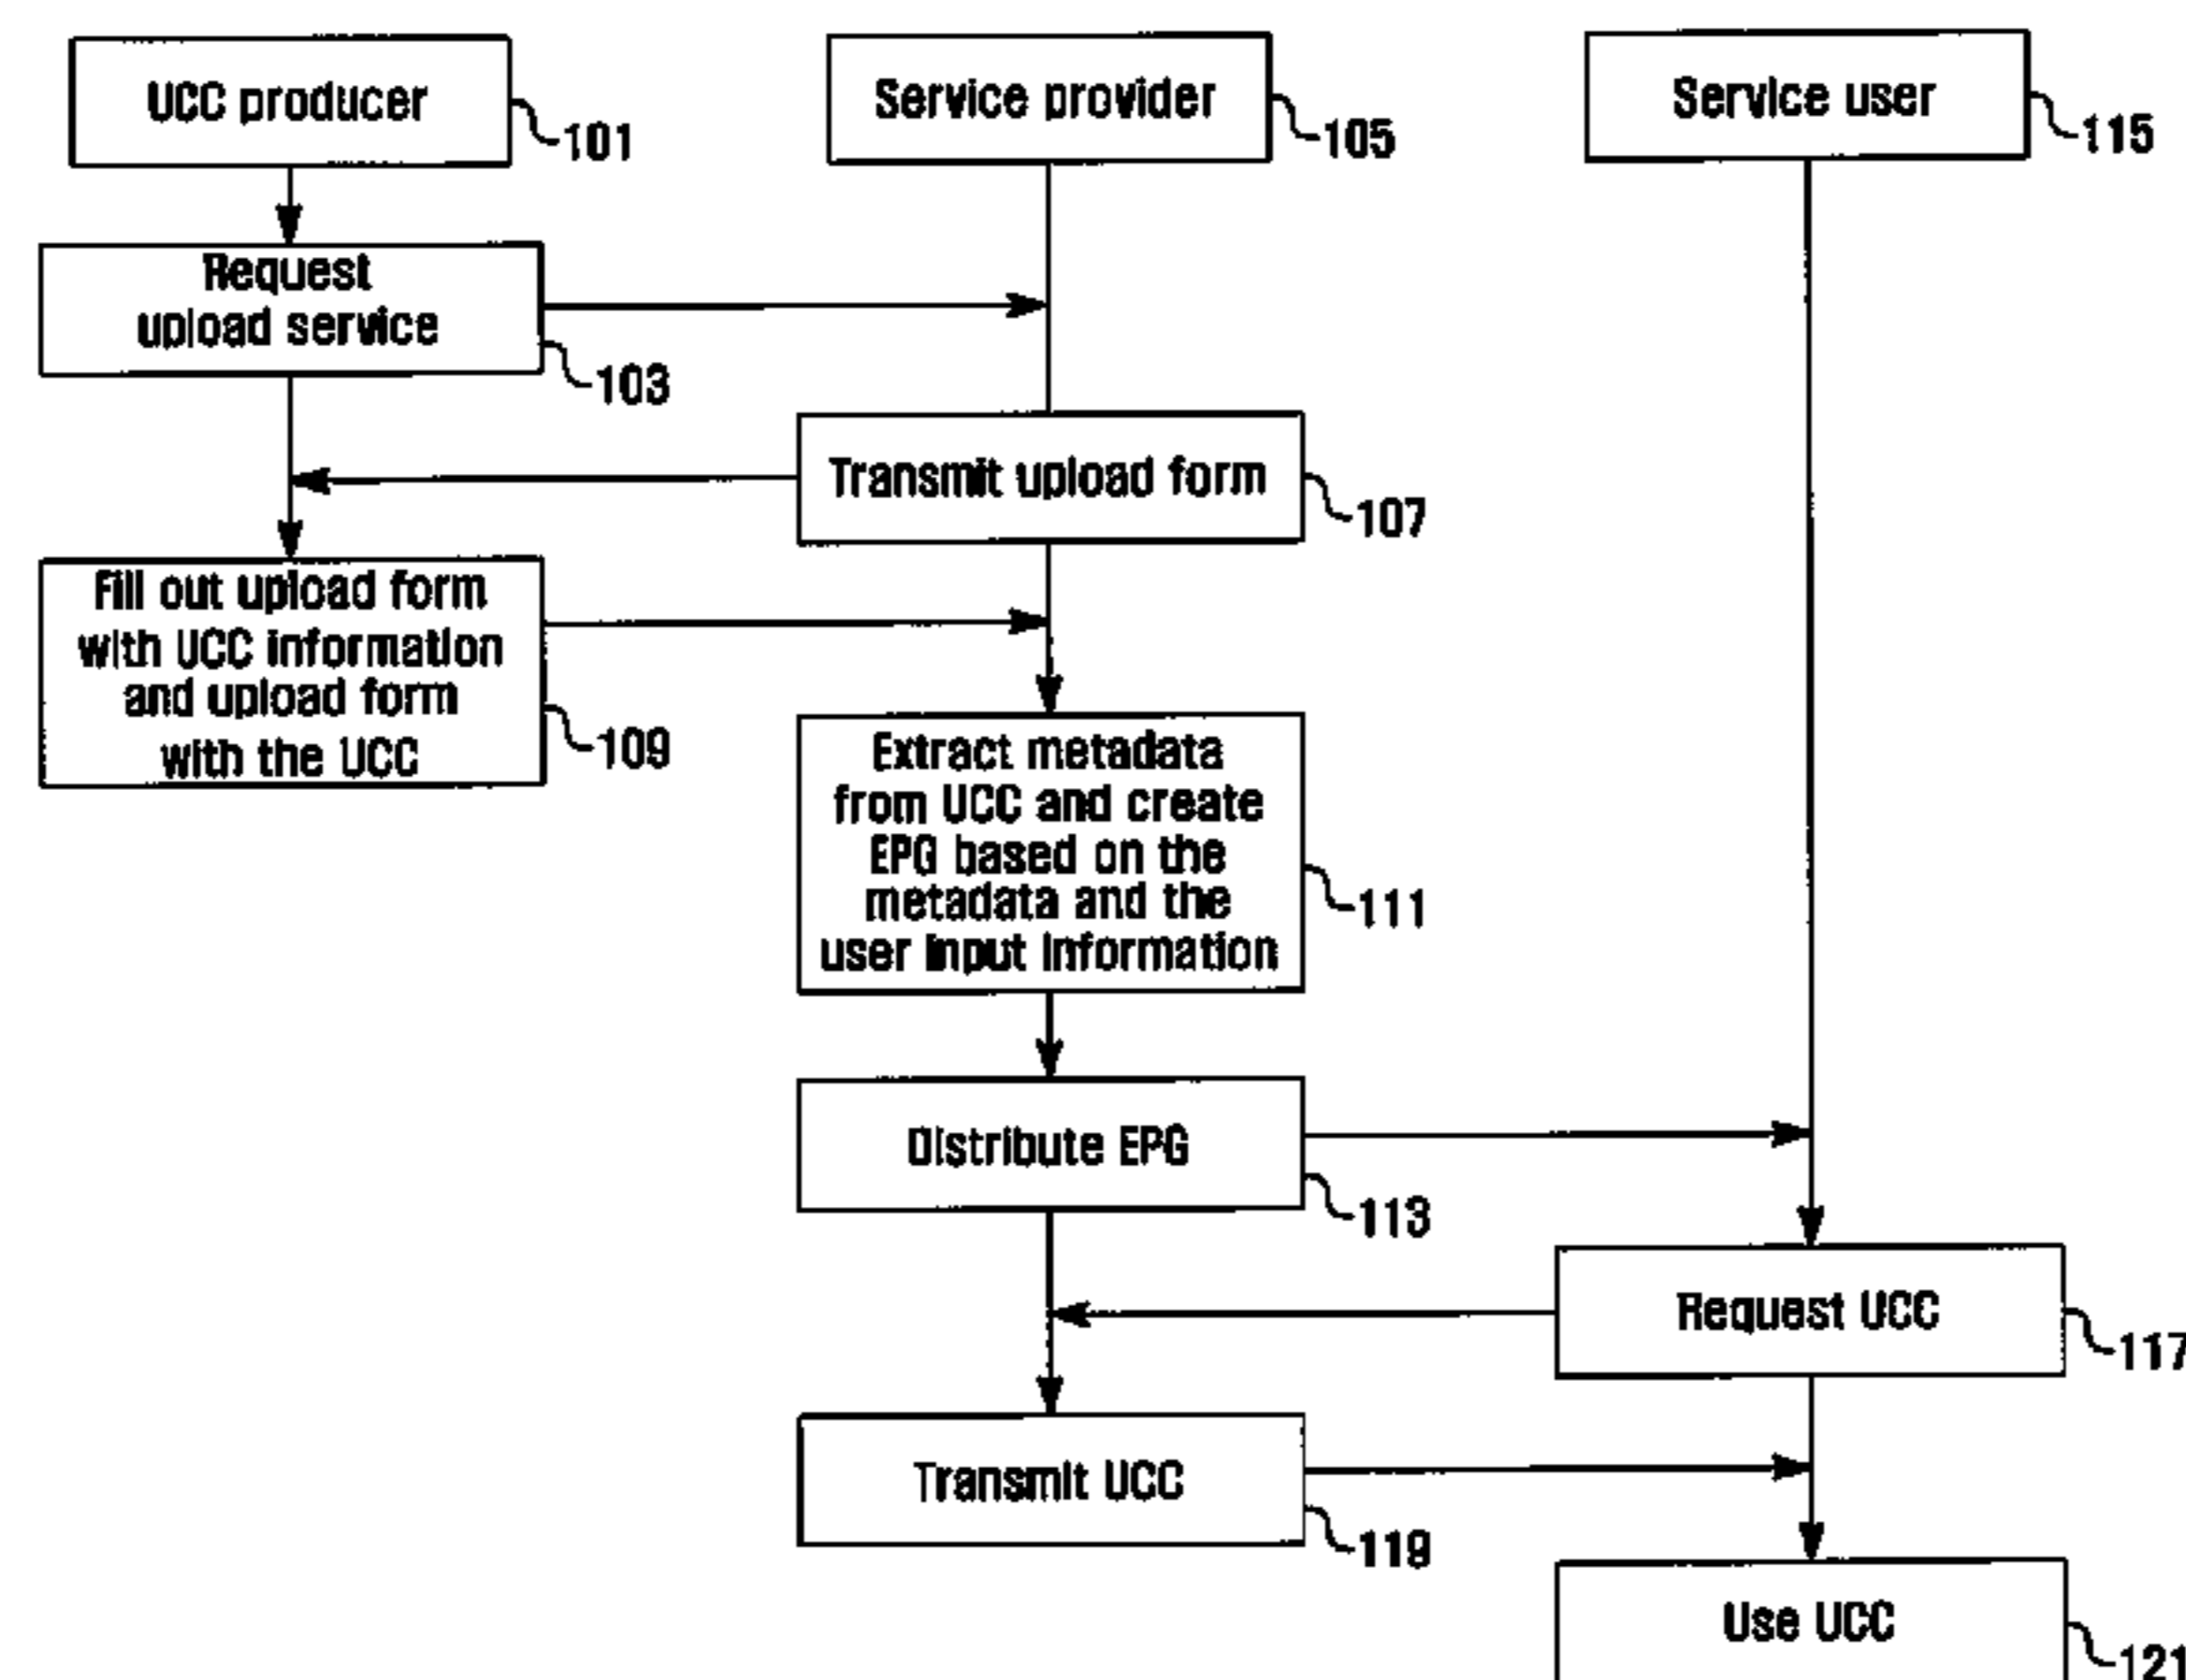 UCC producer
101
Service provider
105
Service user
115
Request
upload service
103
Transmit upload form
107
Fill out upload form
with UCC information
and upload form
with the UCC
109
Extract metadata
from UCC and create
EPG based on the
metadata and the
user input information
111
Distribute EPG
113
Request UCC
117
Transmit UCC
119
Use UCC
121